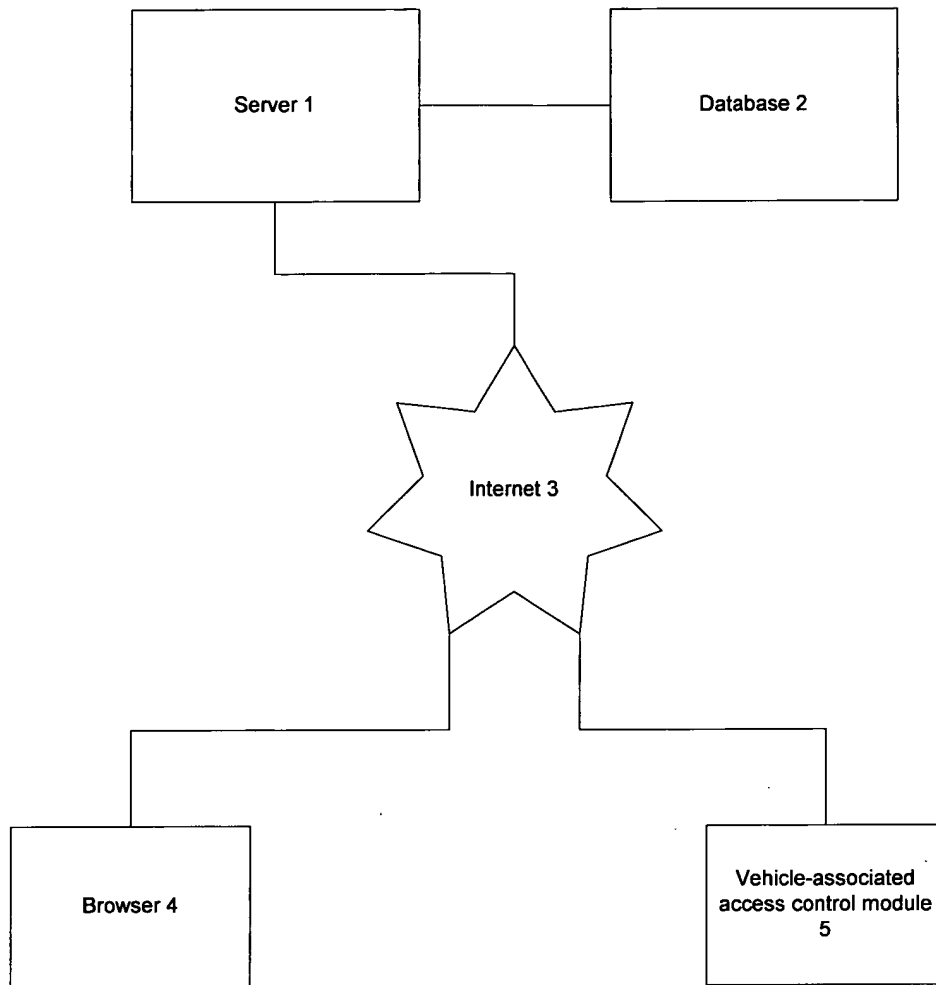 Server 1
Database 2
Internet 3
Browser 4
Vehicle-associated
access control module
5